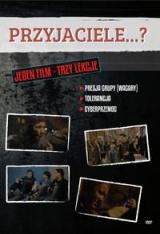 PRZYJACIELE...?
JEDEN FILM - TRZY LEKCJE
PRESJA GRUPY (WAGARY)
TOLERANCJA
CYBERPRZEMOC